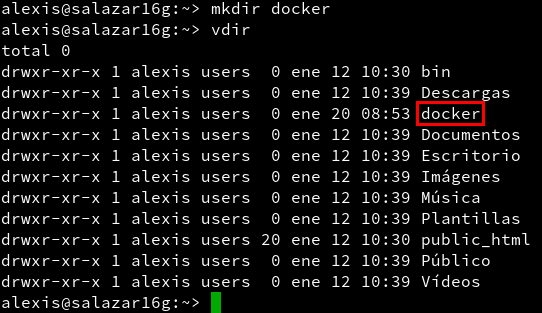 alexis@salazar16g:~> mkdir docker
alexis@salazar16g:~> vdir
total 0
drwxr-xr-x 1 alexis users  0 ene 12 10:30 bin
drwxr-xr-x 1 alexis users  0 ene 12 10:39 Descargas
drwxr-xr-x 1 alexis users  0 ene 20 08:53 docker
drwxr-xr-x 1 alexis users  0 ene 12 10:39 Documentos
drwxr-xr-x 1 alexis users  0 ene 12 10:39 Escritorio
drwxr-xr-x 1 alexis users  0 ene 12 10:39 Imágenes
drwxr-xr-x 1 alexis users  0 ene 12 10:39 Música
drwxr-xr-x 1 alexis users  0 ene 12 10:39 Plantillas
drwxr-xr-x 1 alexis users 20 ene 12 10:30 public_html
drwxr-xr-x 1 alexis users  0 ene 12 10:39 Público
drwxr-xr-x 1 alexis users  0 ene 12 10:39 Vídeos
alexis@salazar16g:~>